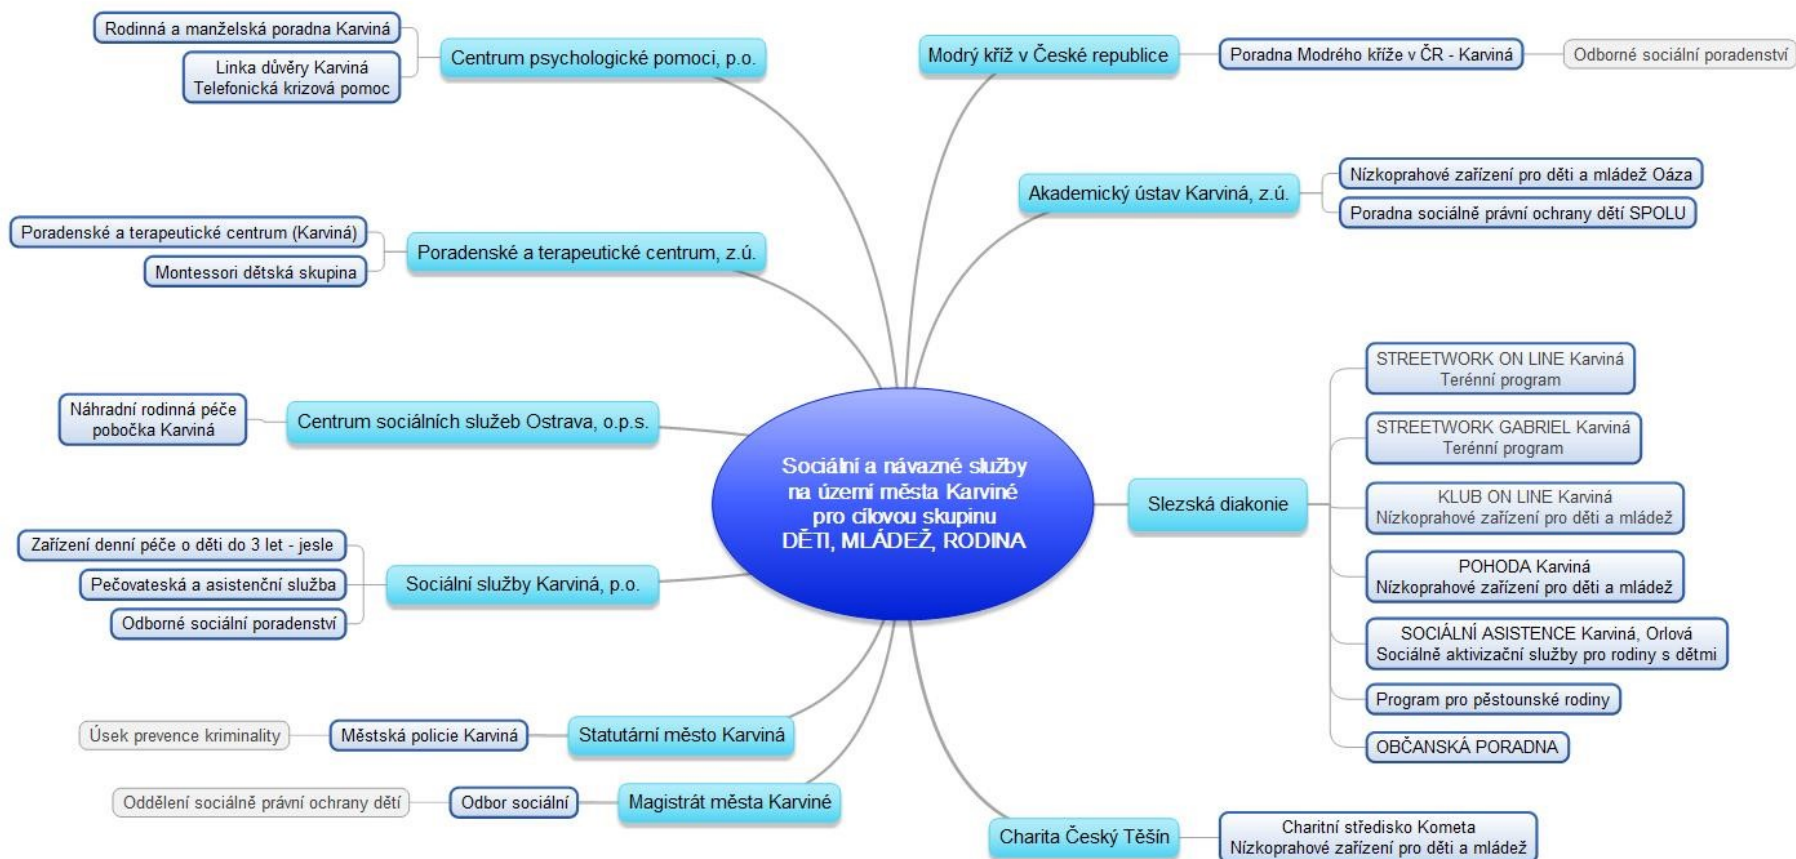 Rodinná a manželská poradna Karviná
Linka důvěry Karviná
Telefonická krizová pomoc
Centrum psychologické pomoci, p.o.
Poradenské a terapeutické centrum (Karviná)
Montessori dětská skupina
Poradenské a terapeutické centrum, z.ú.
Náhradní rodinná péče
pobočka Karviná
Centrum sociálních služeb Ostrava, o.p.s.
Zařízení denní péče o děti do 3 let - jesle
Pečovateská a asistenční služba
Odborné sociální poradenství
Sociální služby Karviná, p.o.
Úsek prevence kriminality
Městská policie Karviná
Statutární město Karviná
Oddělení sociálně právní ochrany dětí
Odbor sociální
Magistrát města Karviné
Sociální a návazné služby
na území města Karviné
pro cílovou skupinu
DĚTI, MLÁDEŽ, RODINA
Modrý kříž v České republice
Poradna Modrého kříže v ČR - Karviná
Odborné sociální poradenství
Akademický ústav Karviná, z.ú.
Nízkoprahové zařízení pro děti a mládež Oáza
Poradna sociálně právní ochrany dětí SPOLU
Slezská diakonie
STREETWORK ON LINE Karviná
Terénní program
STREETWORK GABRIEL Karviná
Terénní program
KLUB ON LINE Karviná
Nízkoprahové zařízení pro děti a mládež
POHODA Karviná
Nízkoprahové zařízení pro děti a mládež
SOCIÁLNÍ ASISTENCE Karviná, Orlová
Sociálně aktivizační služby pro rodiny s dětmi
Program pro pěstounské rodiny
OBČANSKÁ PORADNA
Charita Český Těšín
Charitní středisko Kometa
Nízkoprahové zařízení pro děti a mládež